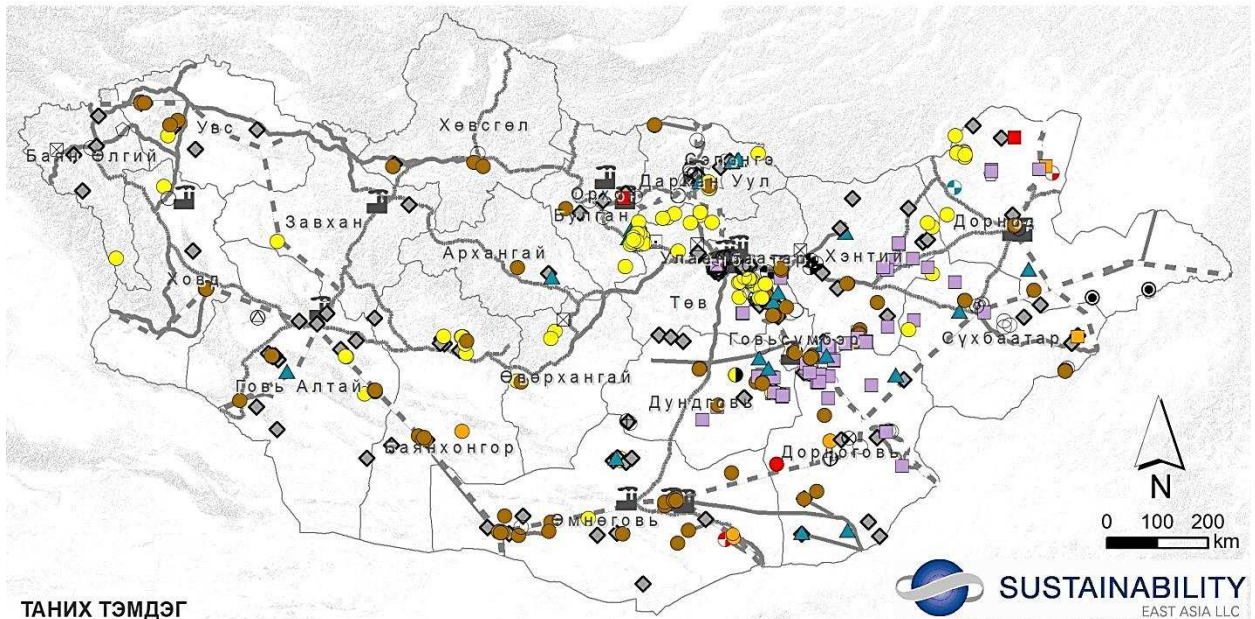 Хөвсгөл
Увс
Сэлэнгэ
Баян Өлгий
Дархан Уул
Орхон
Завхан
Булган
Дорнод
Архангай
Улаанбаатар
Хэнтий
Ховд
Төв
Говьсүмбэр
Сүхбаатар
Говь Алтай
Өвөрхангай
Дундговь
Баянхонгор
Дорноговь
N
Өмнөговь
0 100 200
km
SUSTAINABILITY
EAST ASIA LLC
ТАНИХ ТЭМДЭГ